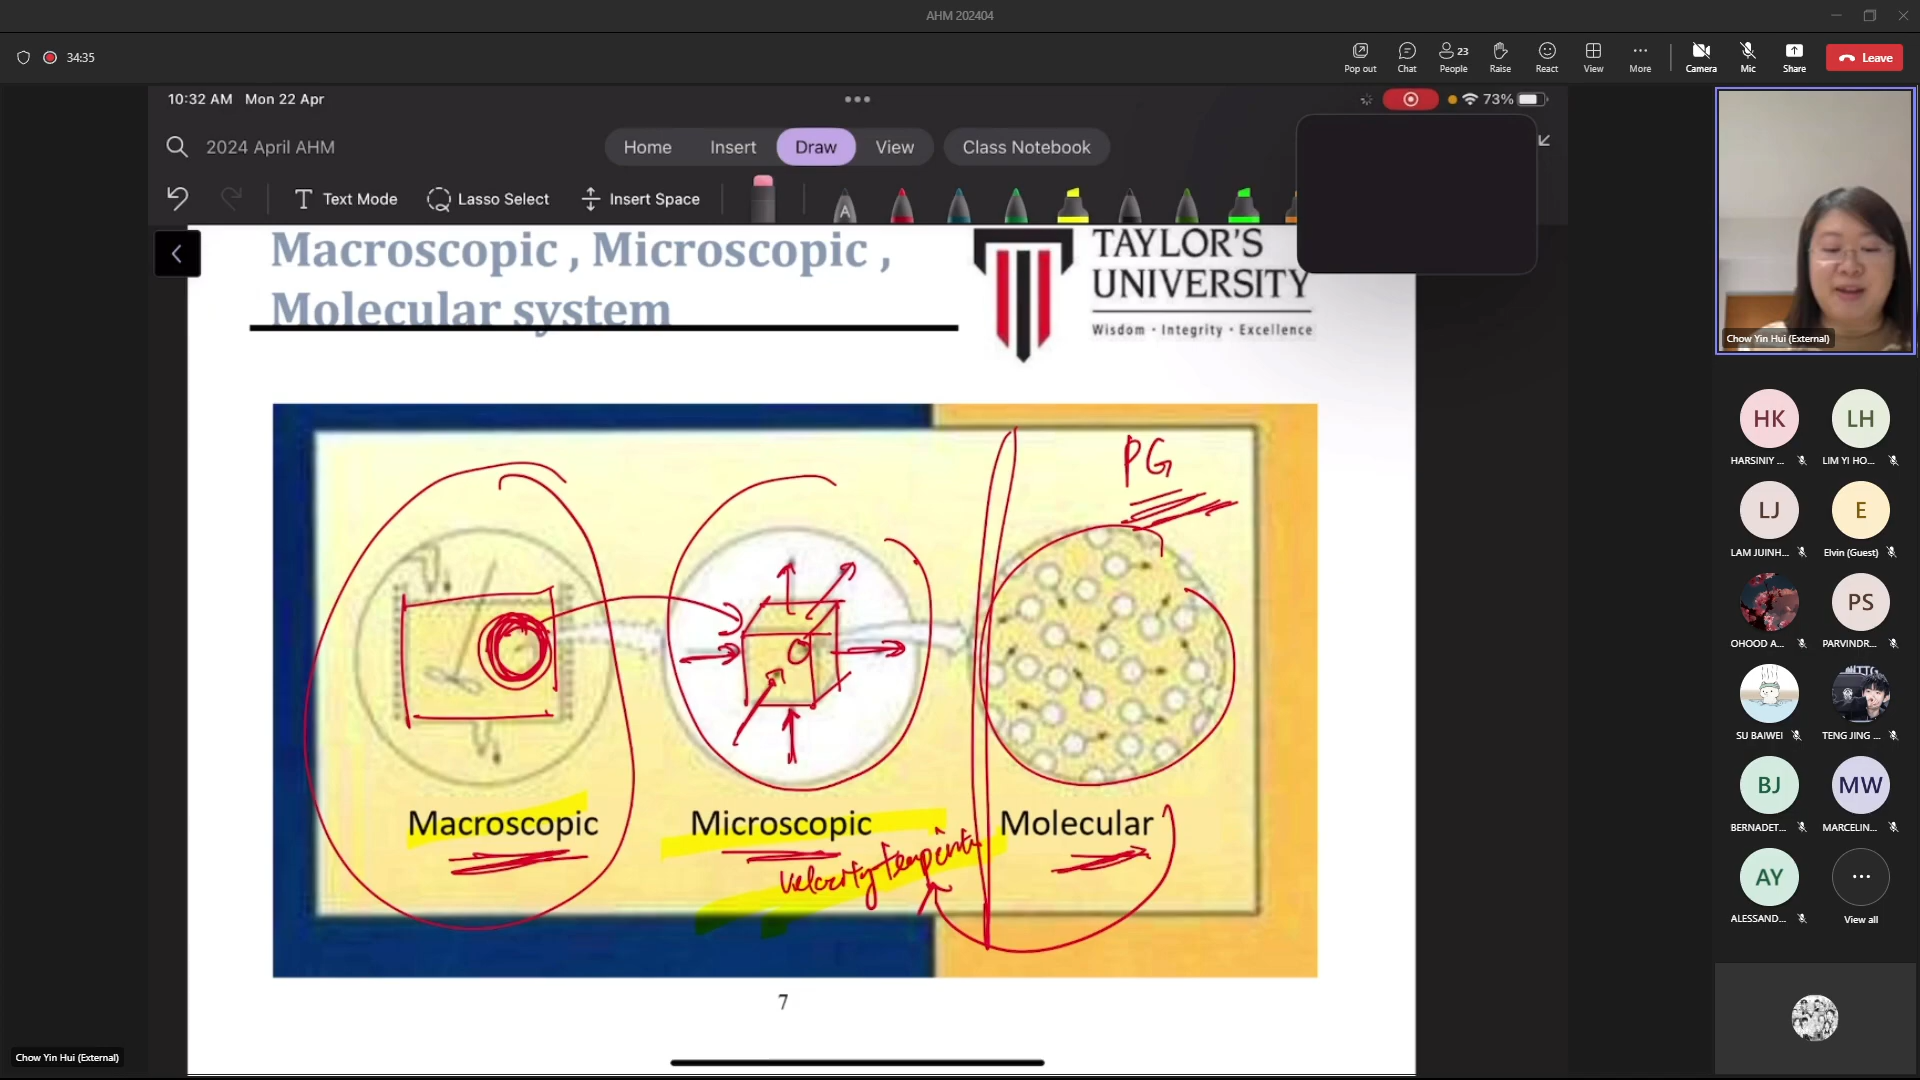 AHM 202404
34:35
Pop out
Chat
23
People
Raise
React
View
More
Camera
Mic
Share
Leave
10:32 AM Mon 22 Apr
73%
2024 April AHM
Home
Insert
Draw
View
Class Notebook
Text Mode
Lasso Select
Insert Space
A
Macroscopic , Microscopic ,
Molecular system
TAYLOR'S
UNIVERSITY
Wisdom · Integrity · Excellence
PG
Macroscopic
Microscopic
Molecular
velocity
7
Chow Yin Hui (External)
Chow Yin Hui (External)
HK
HARSINIY ...
LH
LIM YI HO...
LJ
LAM JUINH...
E
Elvin (Guest)
OHOOD A...
PS
PARVINDR...
SU BAIWEI
TENG JING ...
BJ
BERNADET...
MW
MARCELIN...
AY
ALESSAND...
View all